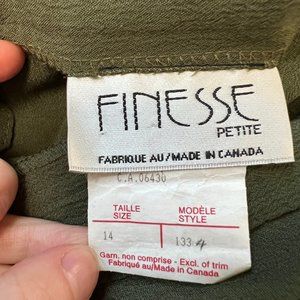 FINESSE
PETITE
FABRIQUE AU/MADE IN CANADA
C.A.06430
TAILLE MODÈLE
SIZE STYLE
14 133-4
Garn. non comprise - Excl. of trim
Fabriqué au/Made in Canada